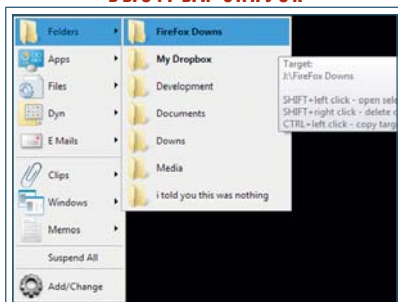 Folders
Apps
Files
Dyn
E Mails
Clips
Windows
Memos
Suspend All
Add/Change
FireFox Downs
My Dropbox
Development
Documents
Downs
Media
i told you this was nothing
Target:
J:\FireFox Downs
SHIFT+left click - open sele
SHIFT+right click - delete
CTRL+left click - copy targ